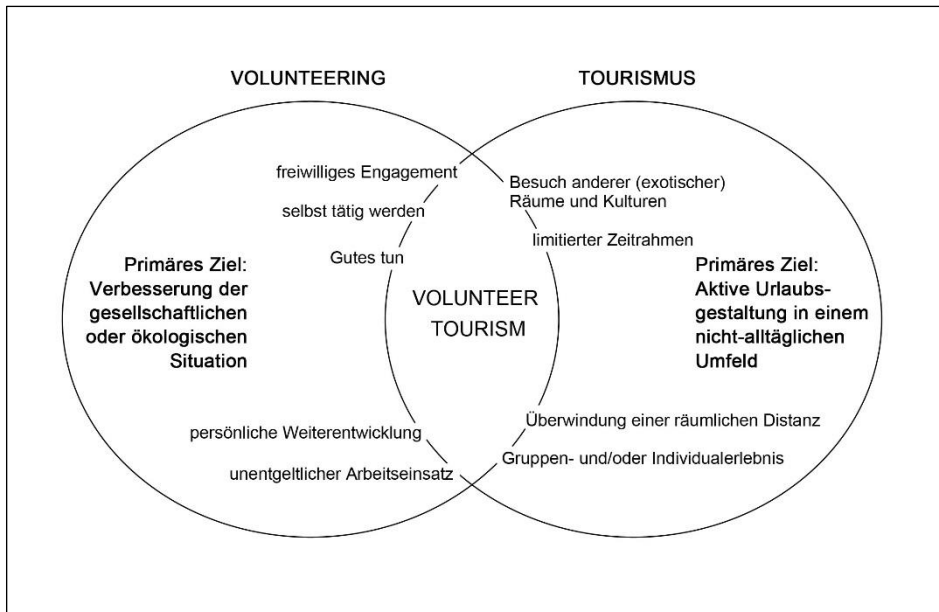 VOLUNTEERING
TOURISMUS
freiwilliges Engagement
selbst tätig werden
Gutes tun
Primäres Ziel:
Verbesserung der
gesellschaftlichen
oder ökologischen
Situation
persönliche Weiterentwicklung
unentgeltlicher Arbeitseinsatz
VOLUNTEER
TOURISM
Besuch anderer (exotischer)
Räume und Kulturen
limitierter Zeitrahmen
Primäres Ziel:
Aktive Urlaubs-
gestaltung in einem
nicht-alltäglichen
Umfeld
Überwindung einer räumlichen Distanz
Gruppen- und/oder Individualerlebnis